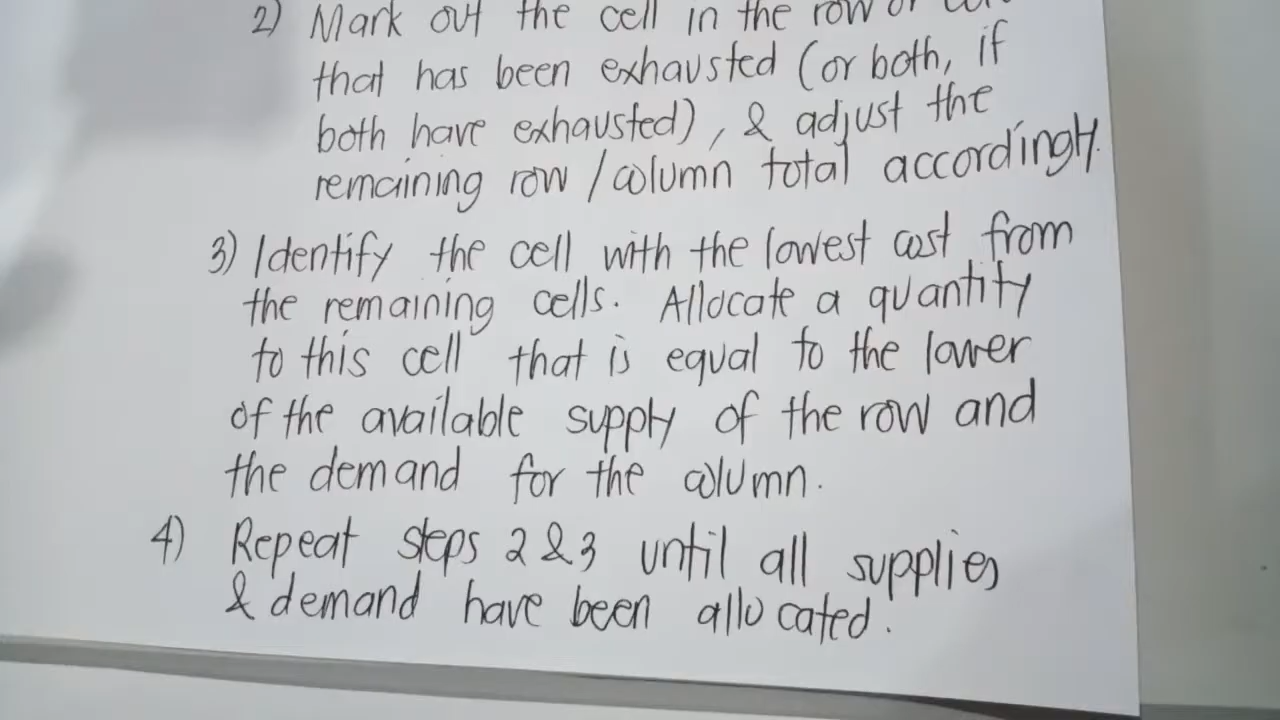 2) Mark out the cell in the row or
that has been exhausted (or both, if
both have exhausted), & adjust the
remaining row / column total accordingly.
3) Identify the cell with the lowest cost from
the remaining cells. Allocate a quantity
to this cell that is equal to the lower
of the available supply of the row and
the demand for the column.
4) Repeat steps 2 & 3 until all supplies
& demand have been allocated.